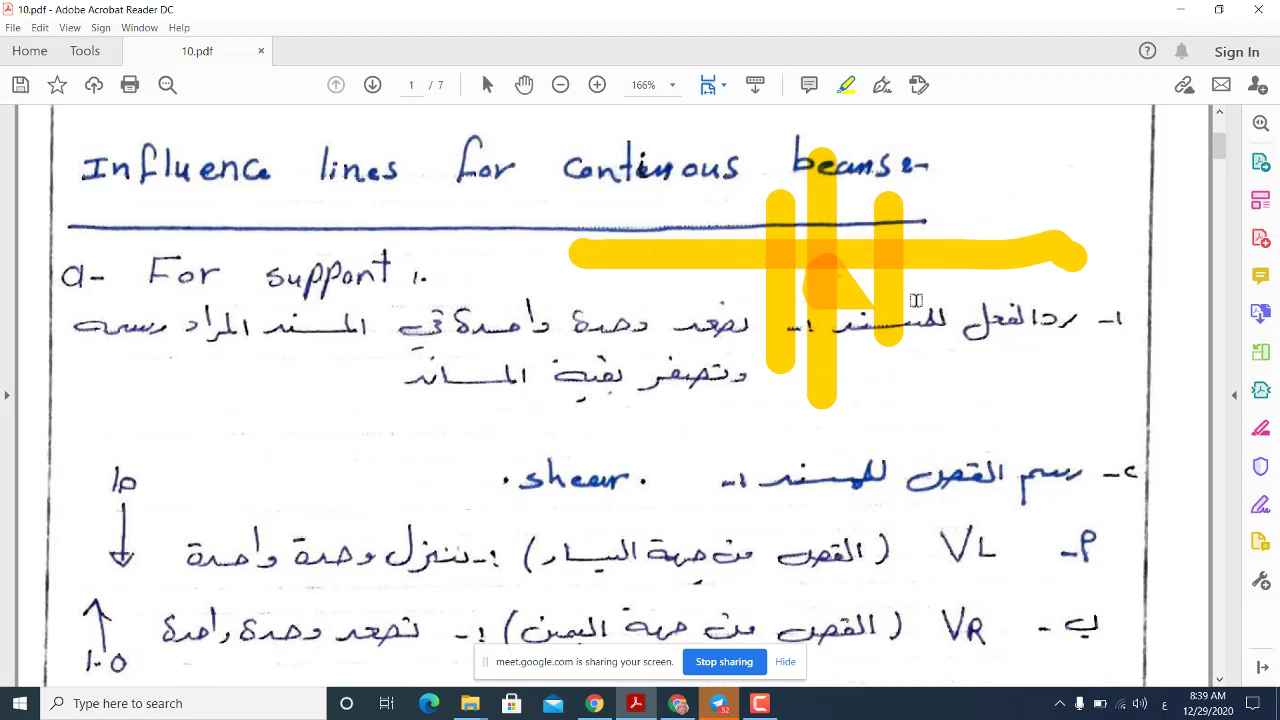 10.pdf - Adobe Acrobat Reader DC
File Edit View Sign Window Help
Home Tools 10.pdf × Sign In
1 / 7 166%
Influence lines for continuous beams:-
a- For support :-
١- رد الفعل للمسند :- نصعد وحدة واحدة في المسند المراد رسمه
وتصفر بقية المساند
٢- رسم القص للمسند :- . shear .
1.0
أ- VL (القص من جهة اليسار) :- ننزل وحدة واحدة
ب- VR (القص من جهة اليمين) :- نصعد وحدة واحدة
1.0
meet.google.com is sharing your screen. Stop sharing Hide
Type here to search
52
8:39 AM
12/29/2020